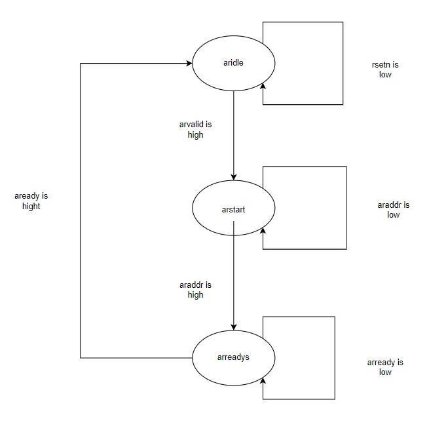 aridle
rsetn is
low
arvalid is
high
aready is
hight
arstart
araddr is
low
araddr is
high
arreadys
arready is
low